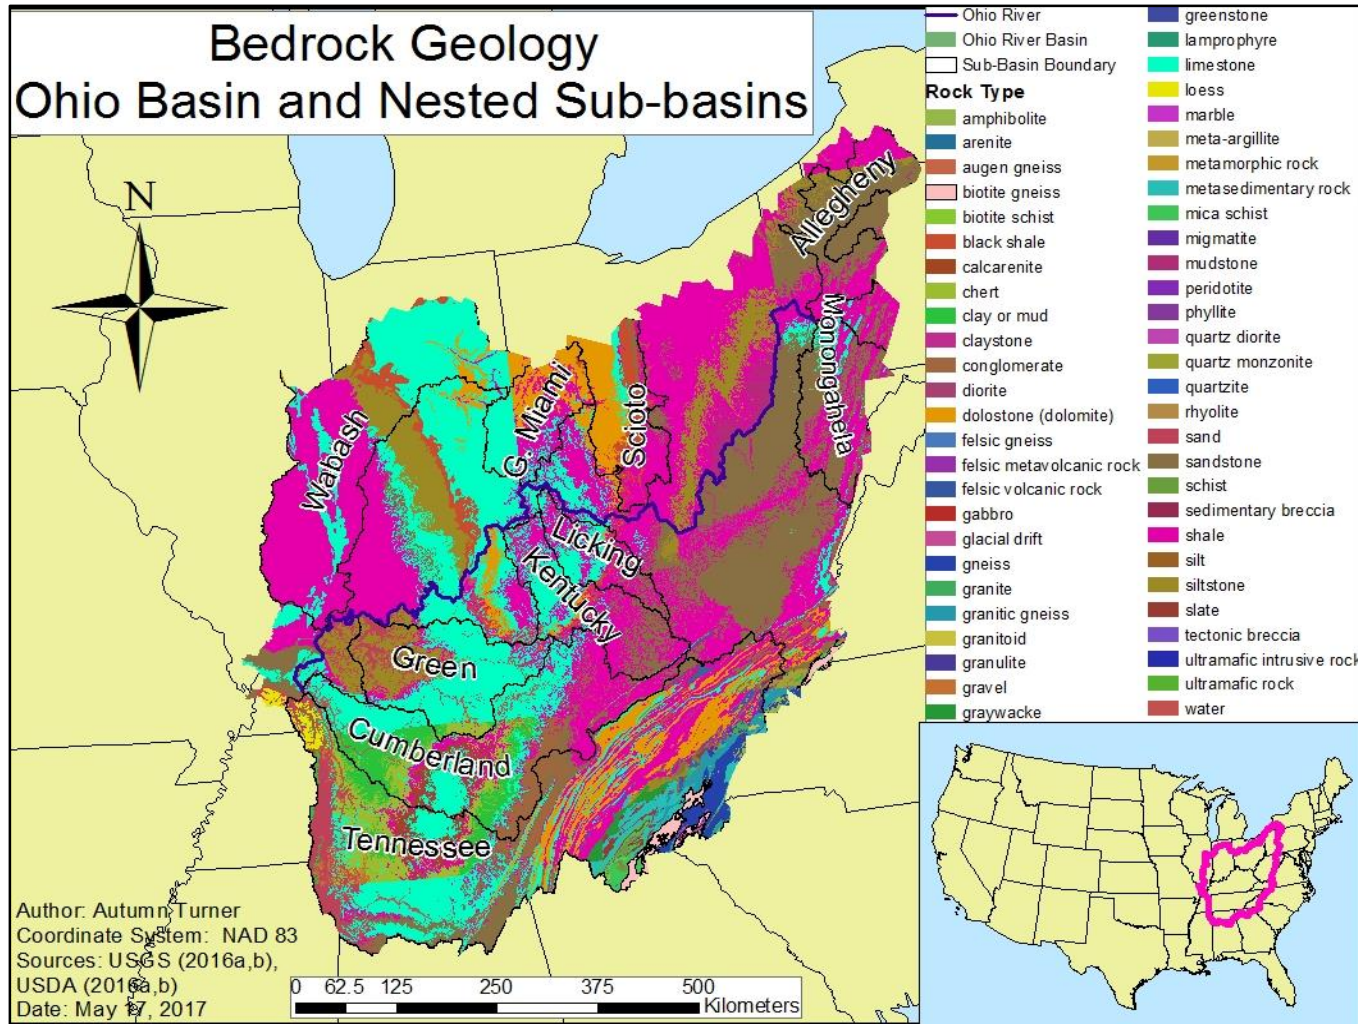 Bedrock Geology
Ohio Basin and Nested Sub-basins
N
Allegheny
Monongahela
Wabash
G. Miami
Scioto
Licking
Kentucky
Green
Cumberland
Tennessee
Author: Autumn Turner
Coordinate System: NAD 83
Sources: USGS (2016a,b),
USDA (2016a,b)
Date: May 17, 2017
0 62.5 125 250 375 500
Kilometers
Ohio River
Ohio River Basin
Sub-Basin Boundary
Rock Type
amphibolite
arenite
augen gneiss
biotite gneiss
biotite schist
black shale
calcarenite
chert
clay or mud
claystone
conglomerate
diorite
dolostone (dolomite)
felsic gneiss
felsic metavolcanic rock
felsic volcanic rock
gabbro
glacial drift
gneiss
granite
granitic gneiss
granitoid
granulite
gravel
graywacke
greenstone
lamprophyre
limestone
loess
marble
meta-argillite
metamorphic rock
metasedimentary rock
mica schist
migmatite
mudstone
peridotite
phyllite
quartz diorite
quartz monzonite
quartzite
rhyolite
sand
sandstone
schist
sedimentary breccia
shale
silt
siltstone
slate
tectonic breccia
ultramafic intrusive rock
ultramafic rock
water